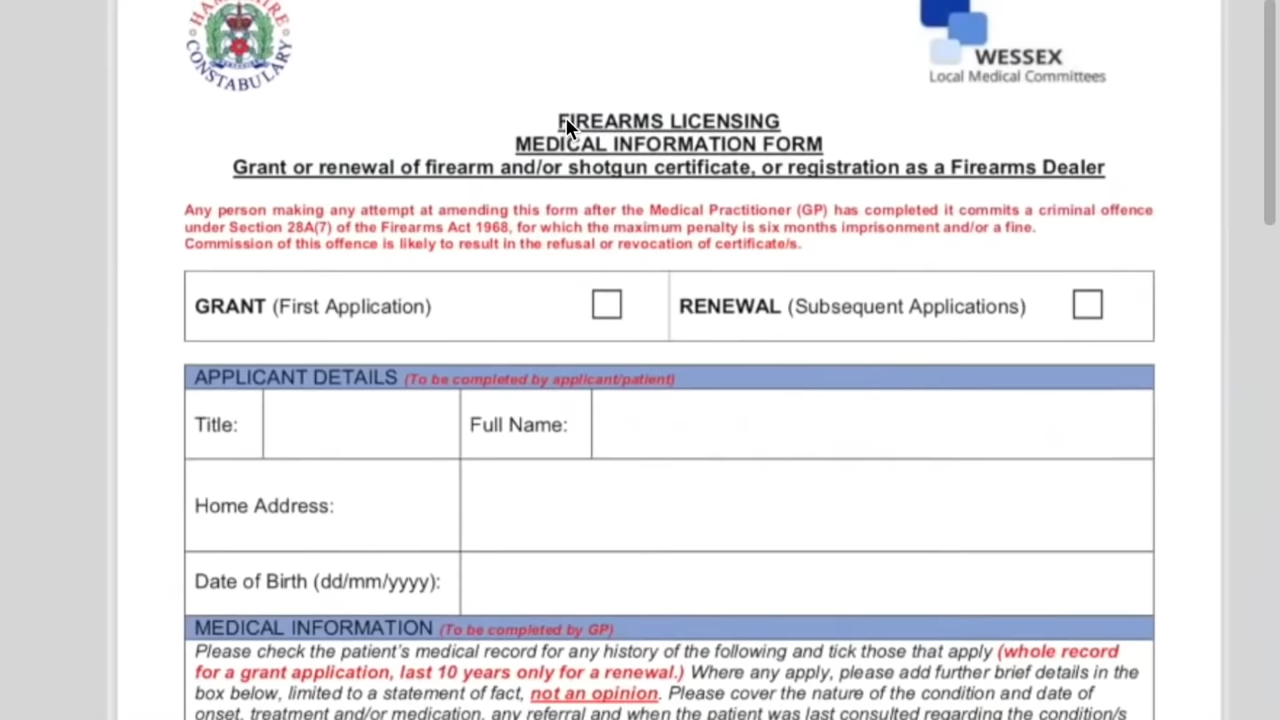 CONSTABULARY
WESSEX
Local Medical Committees
FIREARMS LICENSING
MEDICAL INFORMATION FORM
Grant or renewal of firearm and/or shotgun certificate, or registration as a Firearms Dealer
Any person making any attempt at amending this form after the Medical Practitioner (GP) has completed it commits a criminal offence
under Section 28A(7) of the Firearms Act 1968, for which the maximum penalty is six months imprisonment and/or a fine.
Commission of this offence is likely to result in the refusal or revocation of certificate/s.
GRANT (First Application) RENEWAL (Subsequent Applications)
APPLICANT DETAILS (To be completed by applicant/patient)
Title: Full Name:
Home Address:
Date of Birth (dd/mm/yyyy):
MEDICAL INFORMATION (To be completed by GP)
Please check the patient's medical record for any history of the following and tick those that apply (whole record
for a grant application, last 10 years only for a renewal.) Where any apply, please add further brief details in the
box below, limited to a statement of fact, not an opinion. Please cover the nature of the condition and date of
onset, treatment and/or medication, any referral and when the patient was last consulted regarding the condition/s